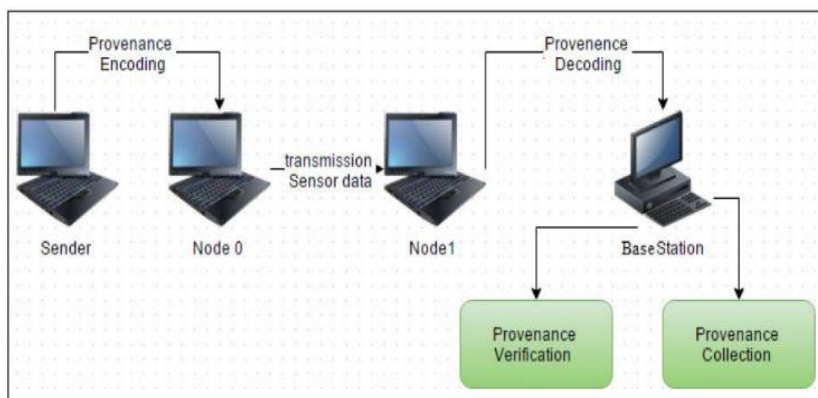 Provenance
Encoding
Provenence
Decoding
transmission
Sensor data
Sender
Node 0
Node1
BaseStation
Provenance
Verification
Provenance
Collection